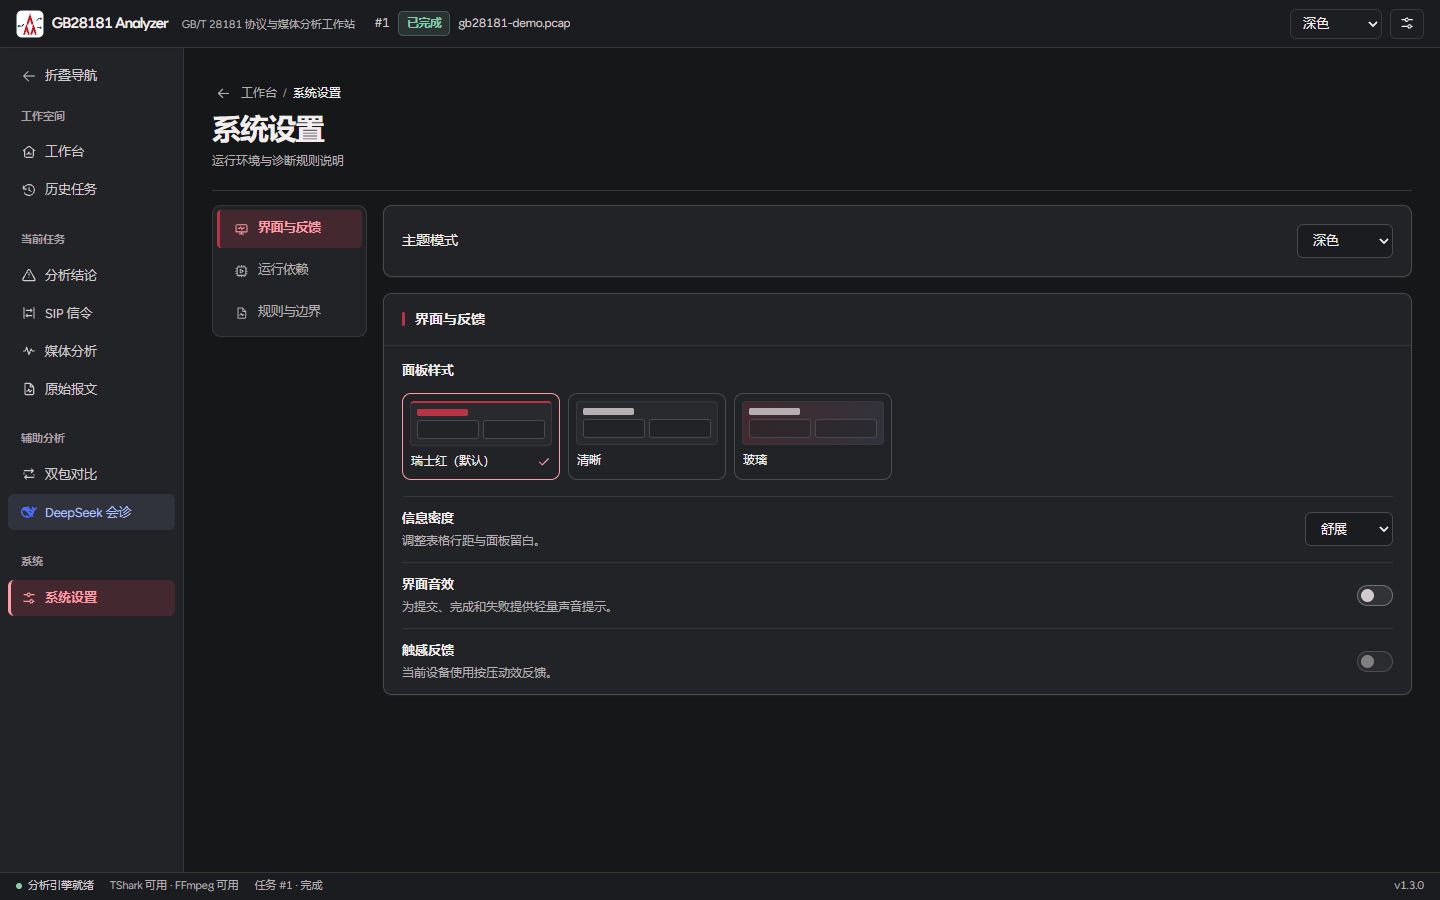 GB28181 Analyzer GB/T 28181 协议与媒体分析工作站 #1 已完成 gb28181-demo.pcap 深色
折叠导航
工作空间
工作台
历史任务
当前任务
分析结论
SIP 信令
媒体分析
原始报文
辅助分析
双包对比
DeepSeek 会诊
系统
系统设置
工作台 / 系统设置
系统设置
运行环境与诊断规则说明
界面与反馈
运行依赖
规则与边界
主题模式 深色
界面与反馈
面板样式
瑞士红（默认） 清晰 玻璃
信息密度
调整表格行距与面板留白。
舒展
界面音效
为提交、完成和失败提供轻量声音提示。
触感反馈
当前设备使用按压动效反馈。
分析引擎就绪 TShark 可用 · FFmpeg 可用 任务 #1 · 完成 v1.3.0